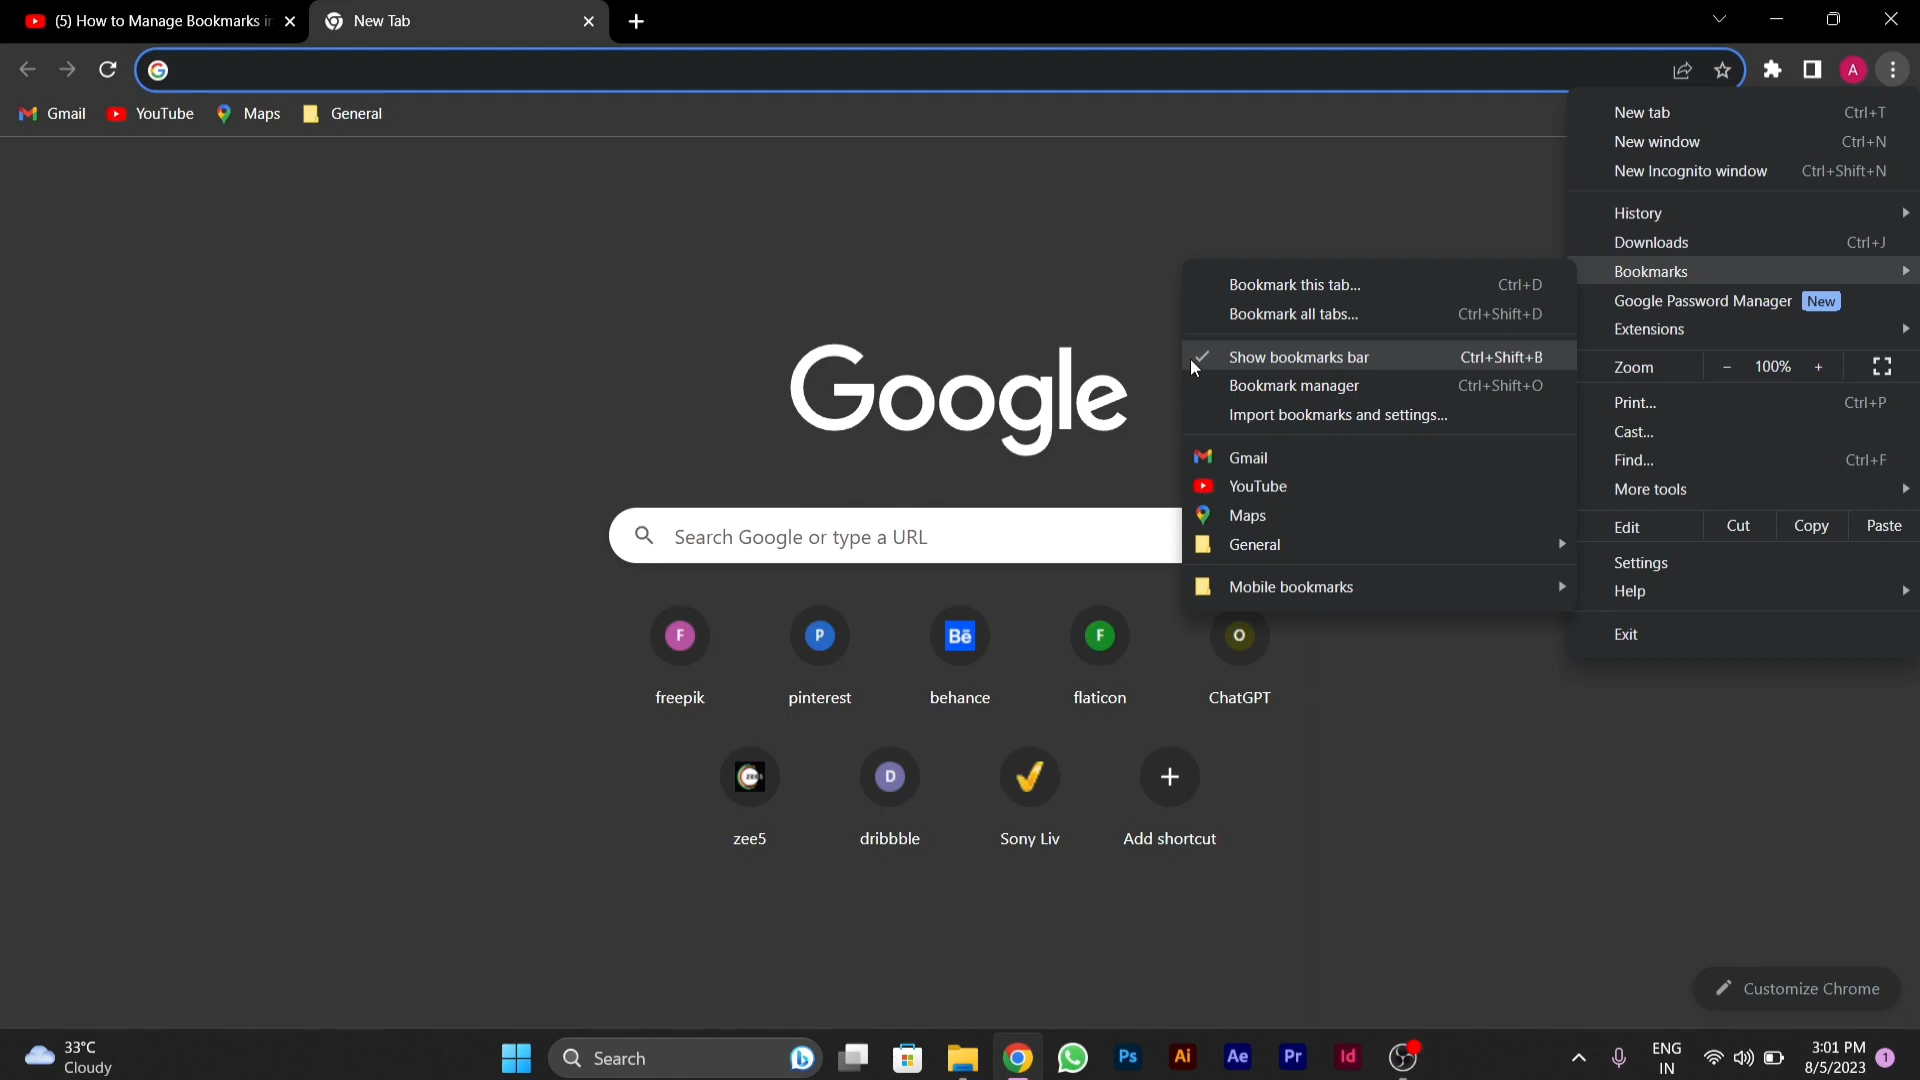 (5) How to Manage Bookmarks in
New Tab
Gmail YouTube Maps General
A
New tab Ctrl+T
New window Ctrl+N
New Incognito window Ctrl+Shift+N
History
Downloads Ctrl+J
Bookmarks
Google Password Manager New
Extensions
Zoom - 100% +
Print... Ctrl+P
Cast...
Find... Ctrl+F
More tools
Edit Cut Copy Paste
Settings
Help
Exit
Bookmark this tab... Ctrl+D
Bookmark all tabs... Ctrl+Shift+D
Show bookmarks bar Ctrl+Shift+B
Bookmark manager Ctrl+Shift+O
Import bookmarks and settings...
Gmail
YouTube
Maps
General
Mobile bookmarks
Google
Search Google or type a URL
F P Bē F O
freepik pinterest behance flaticon ChatGPT
D
zee5 dribbble Sony Liv Add shortcut
Customize Chrome
33°C
Cloudy
Search
Ps Ai Ae Pr Id
ENG
IN
3:01 PM
8/5/2023
1